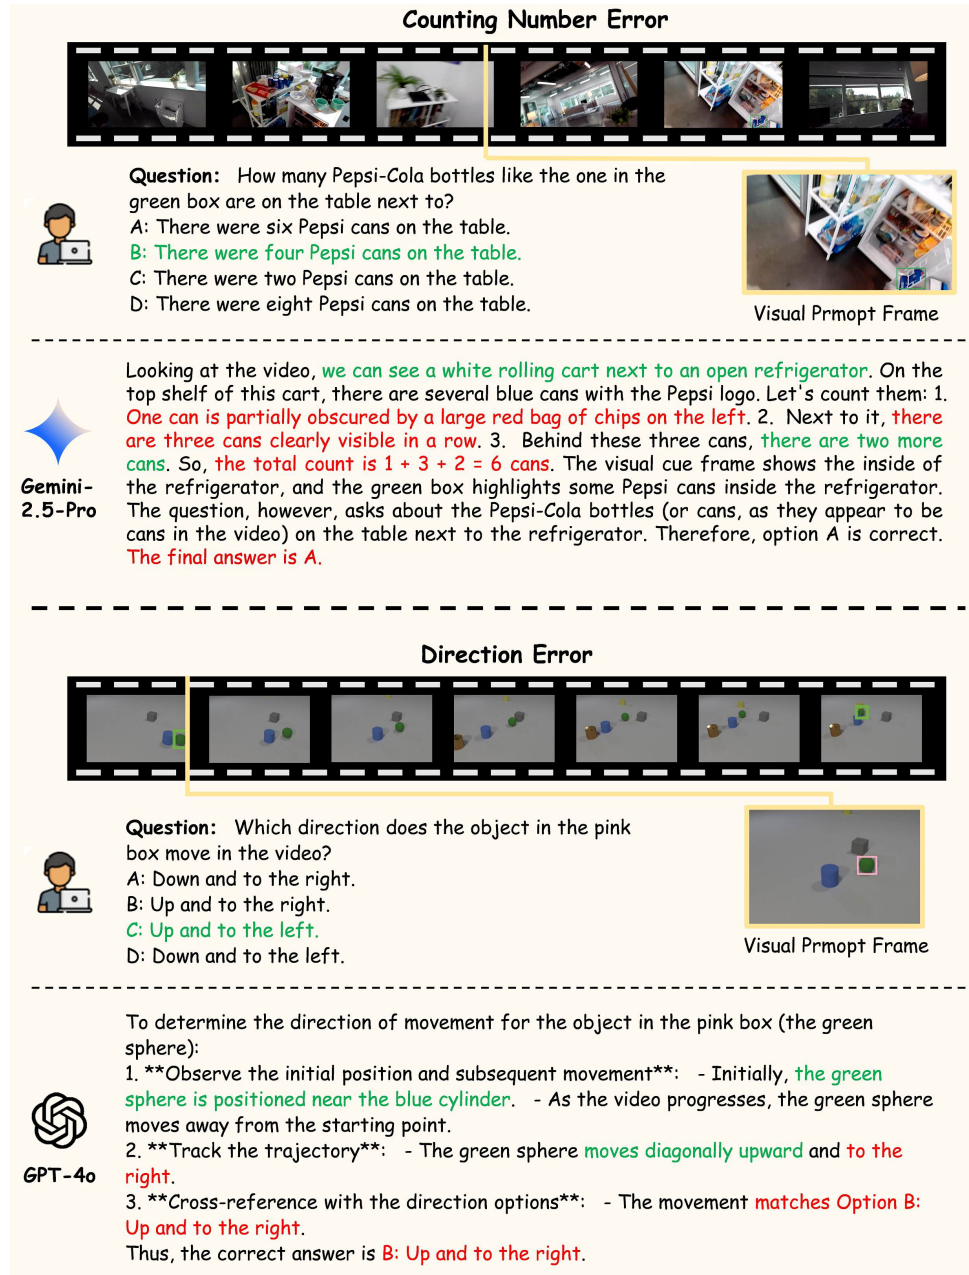 Counting Number Error
Question: How many Pepsi-Cola bottles like the one in the
green box are on the table next to?
A: There were six Pepsi cans on the table.
B: There were four Pepsi cans on the table.
C: There were two Pepsi cans on the table.
D: There were eight Pepsi cans on the table.
Visual Prmopt Frame
Gemini-
2.5-Pro
Looking at the video, we can see a white rolling cart next to an open refrigerator. On the
top shelf of this cart, there are several blue cans with the Pepsi logo. Let's count them: 1.
One can is partially obscured by a large red bag of chips on the left. 2. Next to it, there
are three cans clearly visible in a row. 3. Behind these three cans, there are two more
cans. So, the total count is 1 + 3 + 2 = 6 cans. The visual cue frame shows the inside of
the refrigerator, and the green box highlights some Pepsi cans inside the refrigerator.
The question, however, asks about the Pepsi-Cola bottles (or cans, as they appear to be
cans in the video) on the table next to the refrigerator. Therefore, option A is correct.
The final answer is A.
Direction Error
Question: Which direction does the object in the pink
box move in the video?
A: Down and to the right.
B: Up and to the right.
C: Up and to the left.
D: Down and to the left.
Visual Prmopt Frame
GPT-4o
To determine the direction of movement for the object in the pink box (the green
sphere):
1. **Observe the initial position and subsequent movement**: - Initially, the green
sphere is positioned near the blue cylinder. - As the video progresses, the green sphere
moves away from the starting point.
2. **Track the trajectory**: - The green sphere moves diagonally upward and to the
right.
3. **Cross-reference with the direction options**: - The movement matches Option B:
Up and to the right.
Thus, the correct answer is B: Up and to the right.